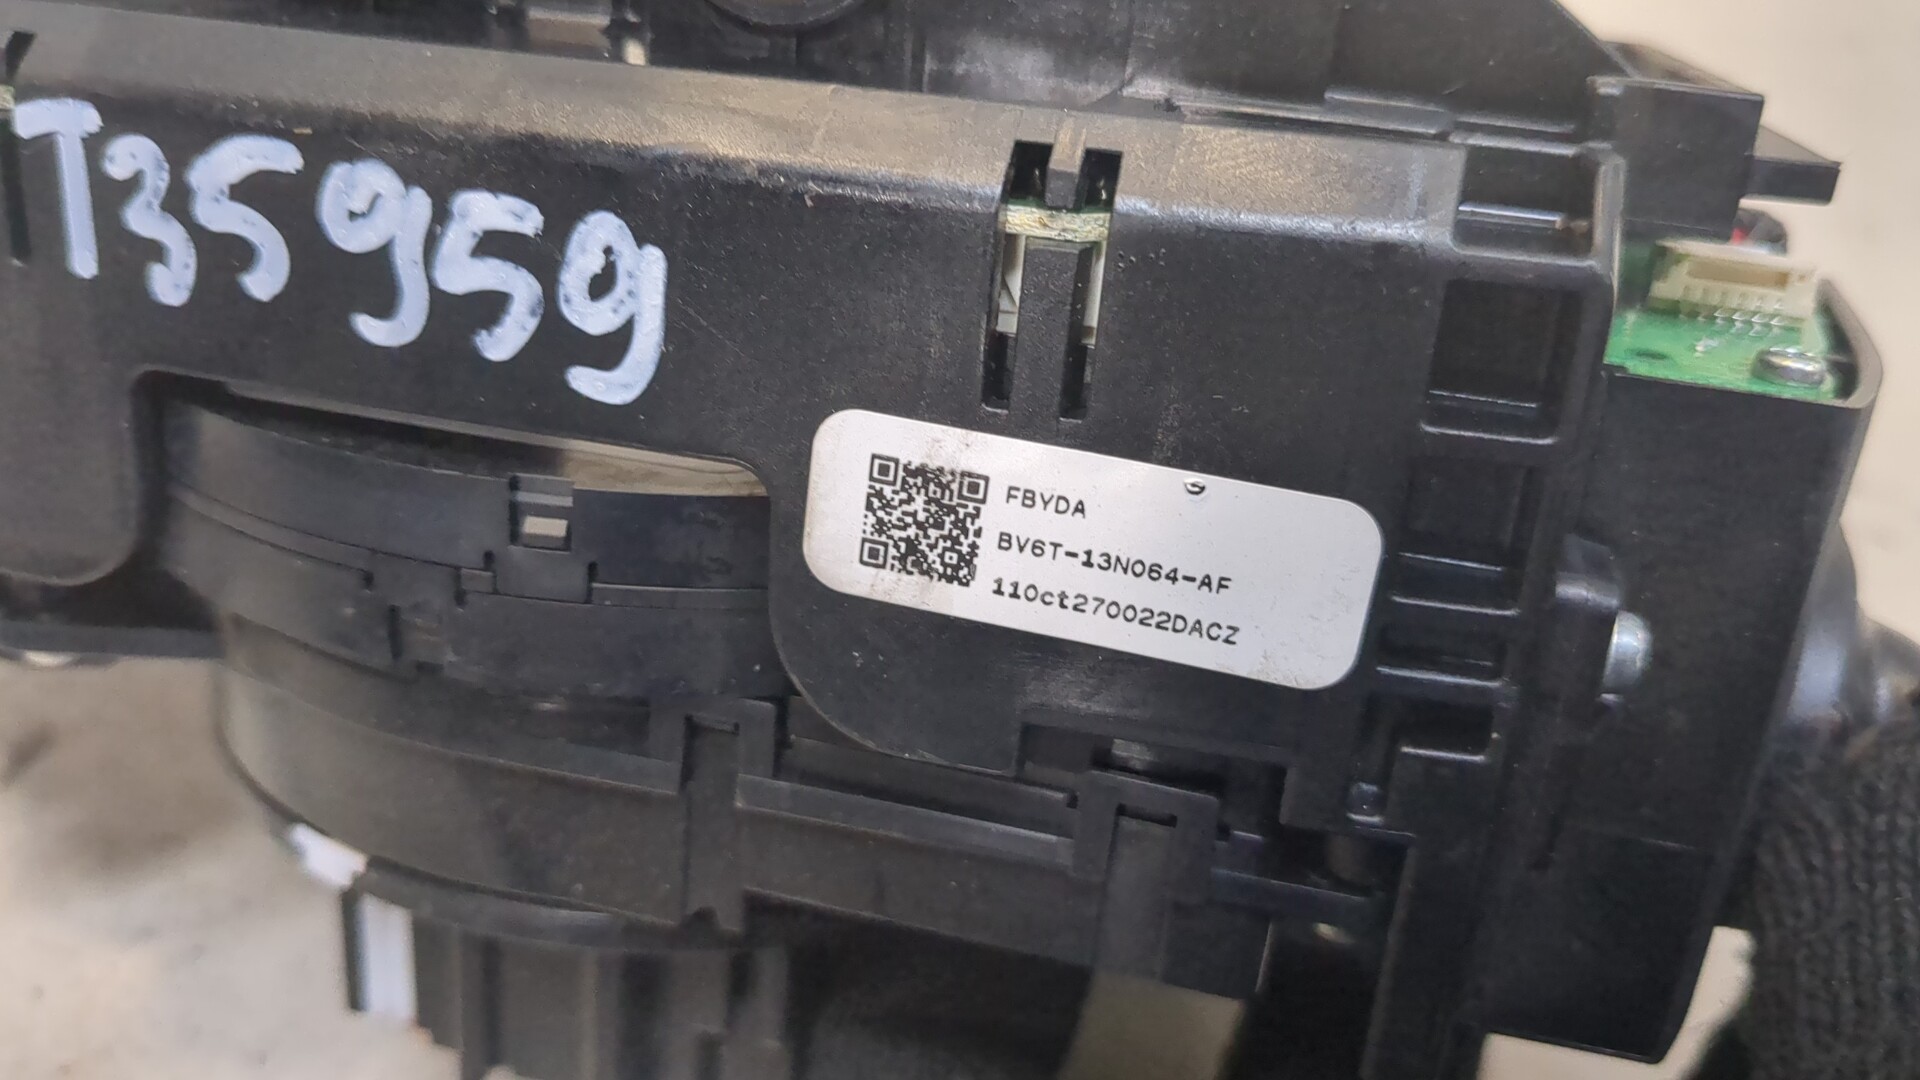 T35959
FBYDA
BV6T-13N064-AF
110ct270022DACZ